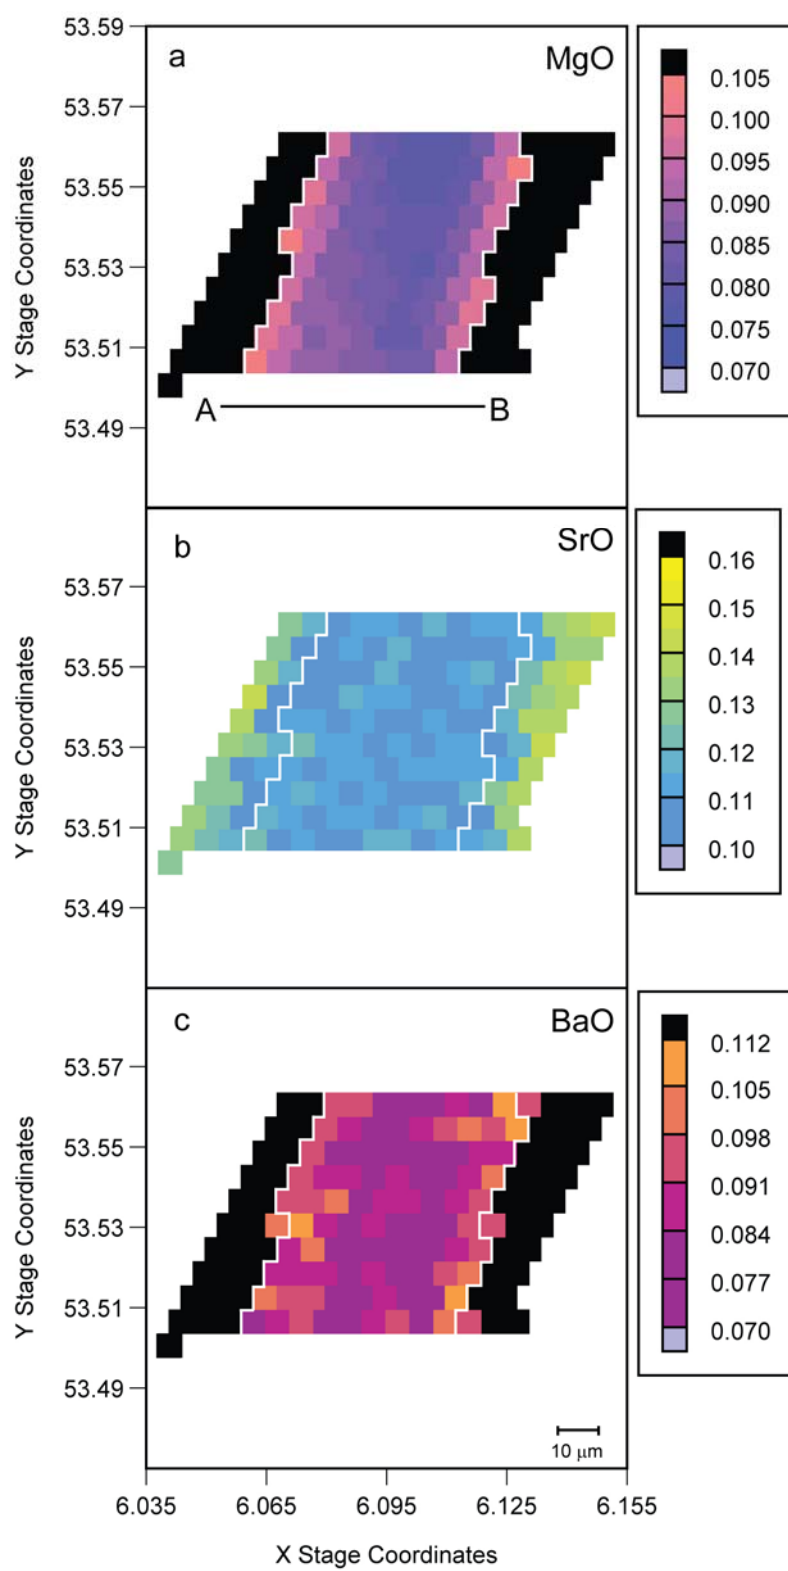 53.59
a
MgO
53.57
53.55
53.53
53.51
53.49
Y Stage Coordinates
A
B
0.105
0.100
0.095
0.090
0.085
0.080
0.075
0.070
b
SrO
53.57
53.55
53.53
53.51
53.49
Y Stage Coordinates
0.16
0.15
0.14
0.13
0.12
0.11
0.10
c
BaO
53.57
53.55
53.53
53.51
53.49
Y Stage Coordinates
0.112
0.105
0.098
0.091
0.084
0.077
0.070
10 μm
6.035 6.065 6.095 6.125 6.155
X Stage Coordinates